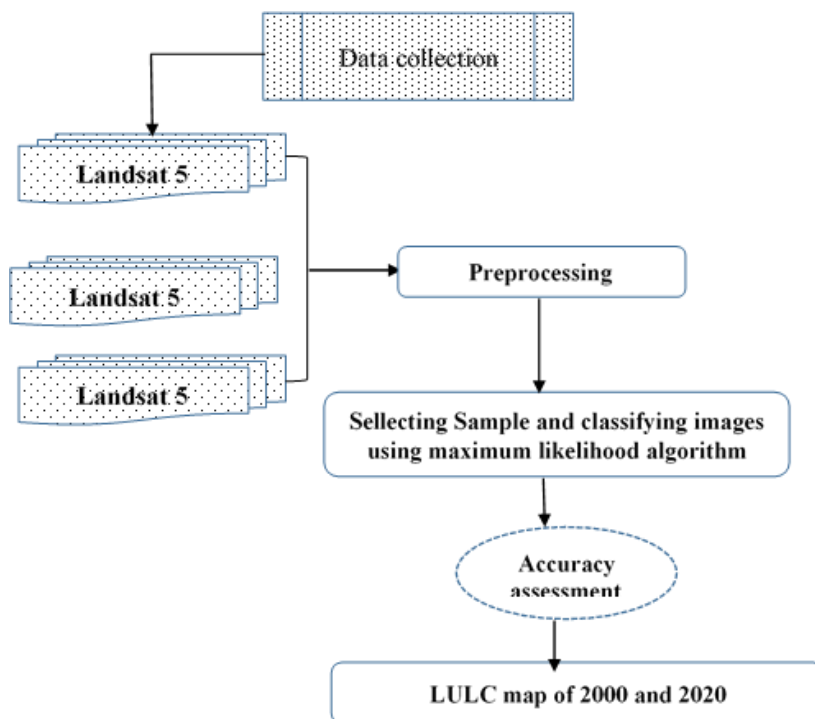 Data collection
Landsat 5
Landsat 5
Preprocessing
Landsat 5
Sellecting Sample and classifying images
using maximum likelihood algorithm
Accuracy
assessment
LULC map of 2000 and 2020